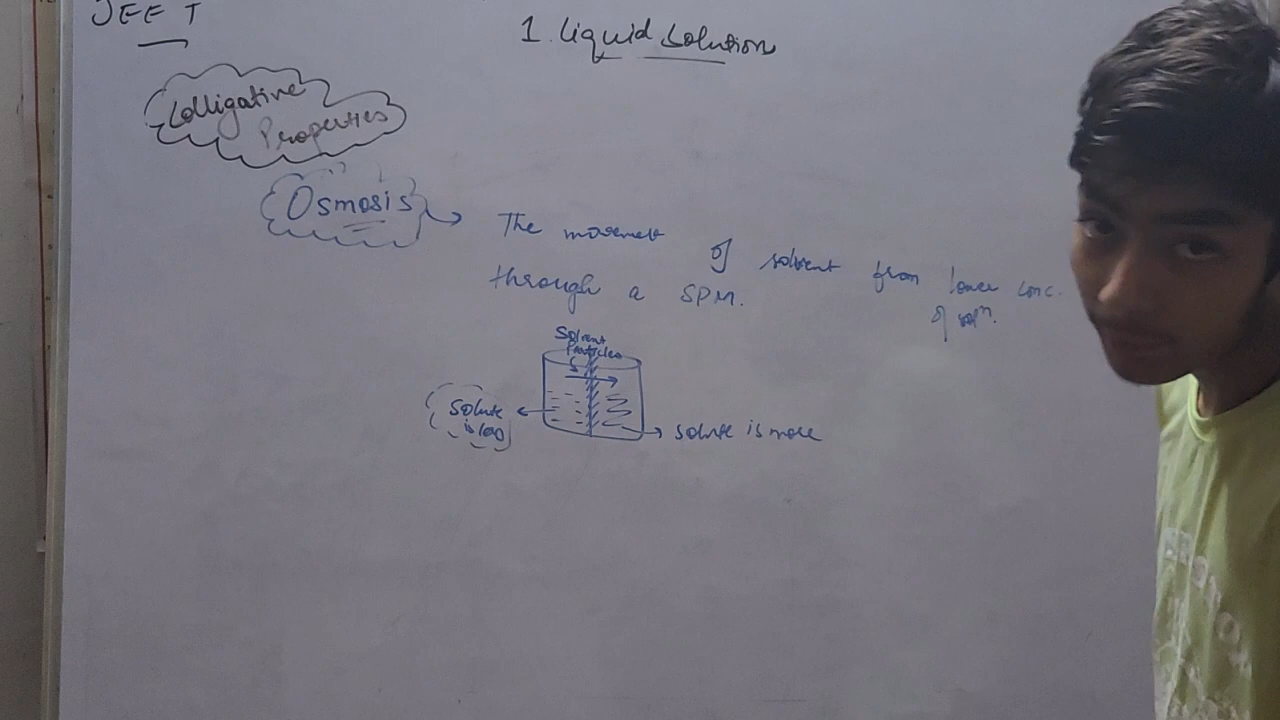 JEE T
1. Liquid solution
Colligative
Properties
Osmosis
The movement of solvent from lower conc.
of sol^n.
through a SPM.
Solvent
Particles
Solute
is less
solute is more